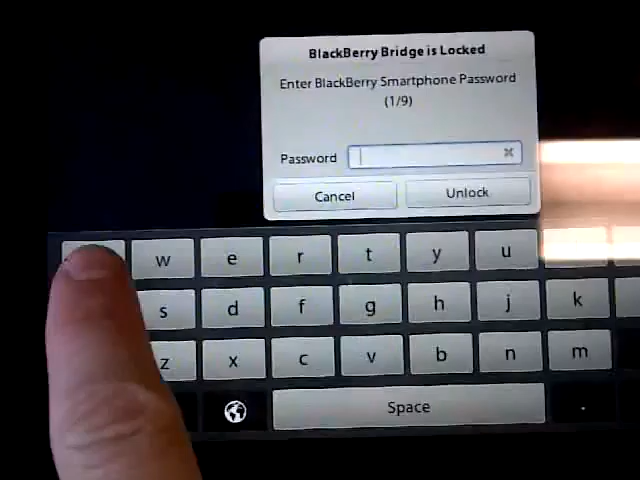 BlackBerry Bridge is Locked
Enter BlackBerry Smartphone Password
(1/9)
Password
Cancel Unlock
w e r t y u
s d f g h j k
z x c v b n m
Space .